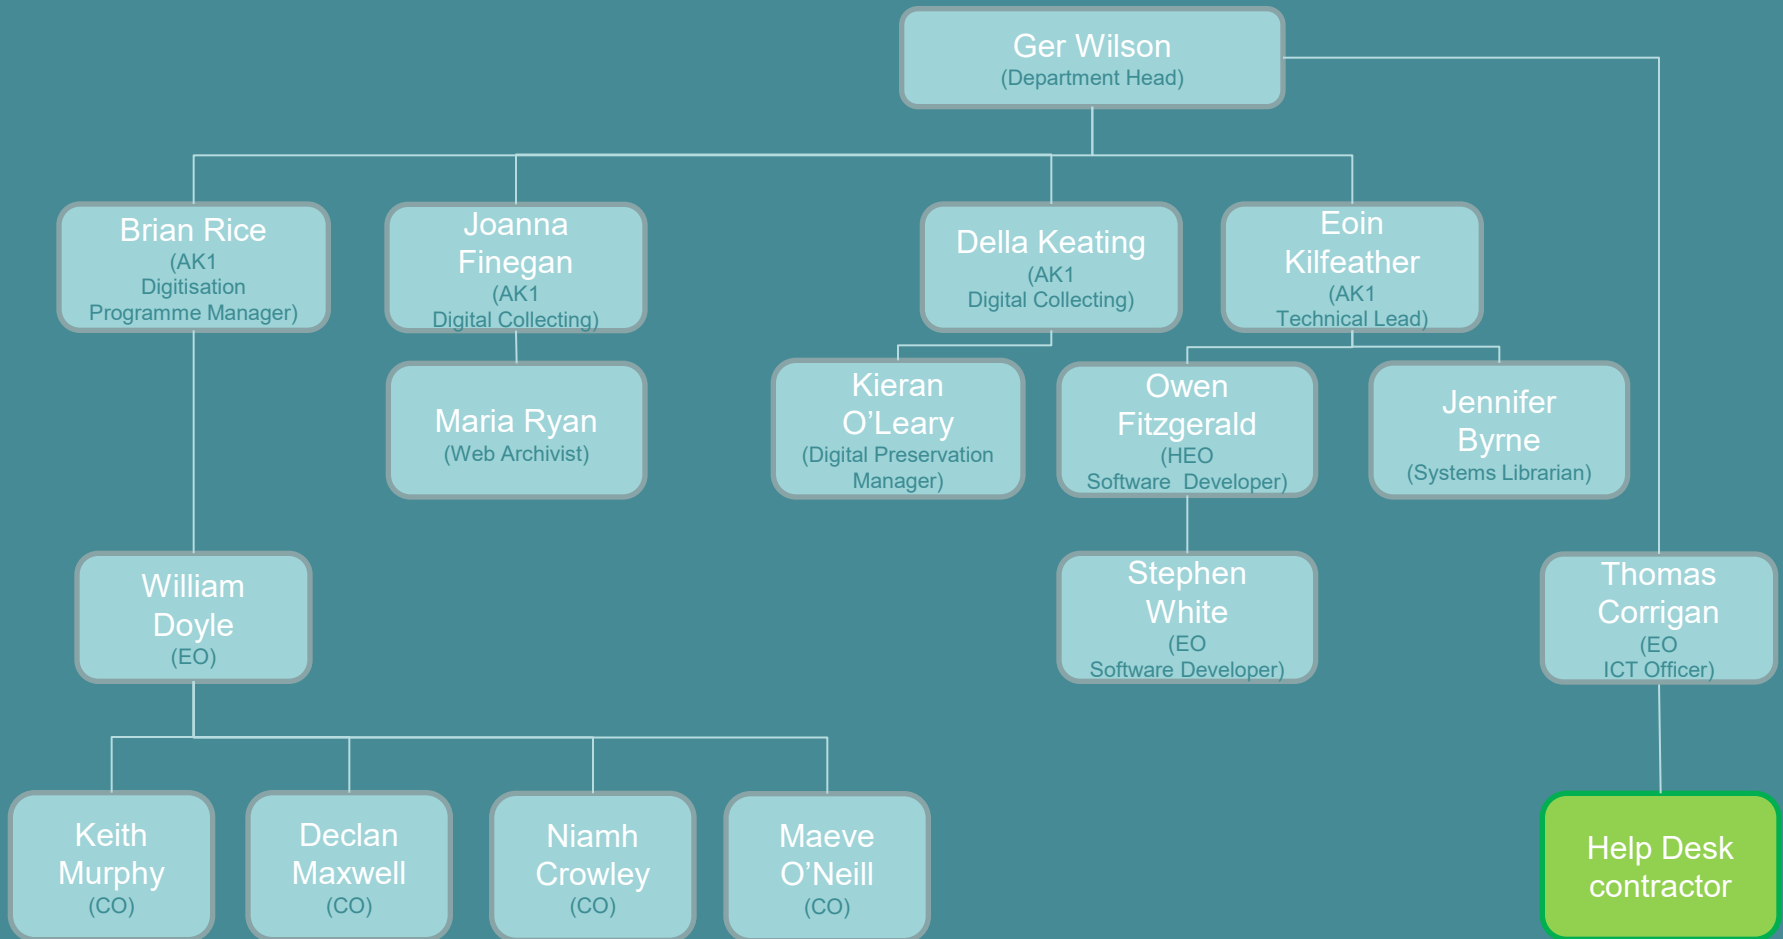 Ger Wilson
(Department Head)
Brian Rice
(AK1
Digitisation
Programme Manager)
Joanna
Finegan
(AK1
Digital Collecting)
Della Keating
(AK1
Digital Collecting)
Eoin
Kilfeather
(AK1
Technical Lead)
Maria Ryan
(Web Archivist)
Kieran
O’Leary
(Digital Preservation
Manager)
Owen
Fitzgerald
(HEO
Software  Developer)
Jennifer
Byrne
(Systems Librarian)
William
Doyle
(EO)
Stephen
White
(EO
Software Developer)
Thomas
Corrigan
(EO
ICT Officer)
Keith
Murphy
(CO)
Declan
Maxwell
(CO)
Niamh
Crowley
(CO)
Maeve
O’Neill
(CO)
Help Desk
contractor